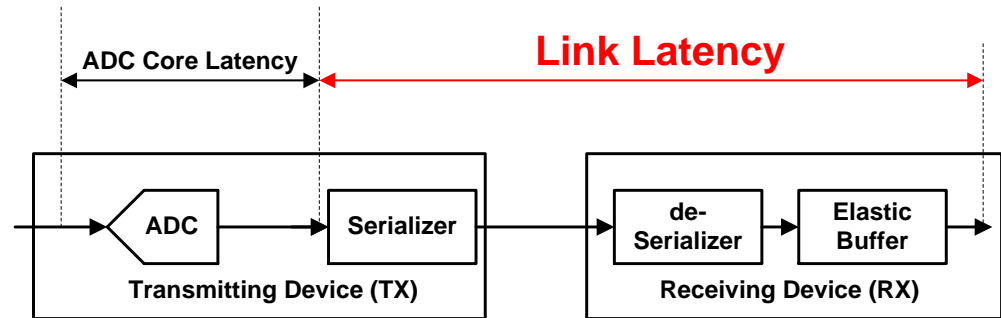 ADC Core Latency
Link Latency
ADC
Serializer
de-
Serializer
Elastic
Buffer
Transmitting Device (TX)
Receiving Device (RX)